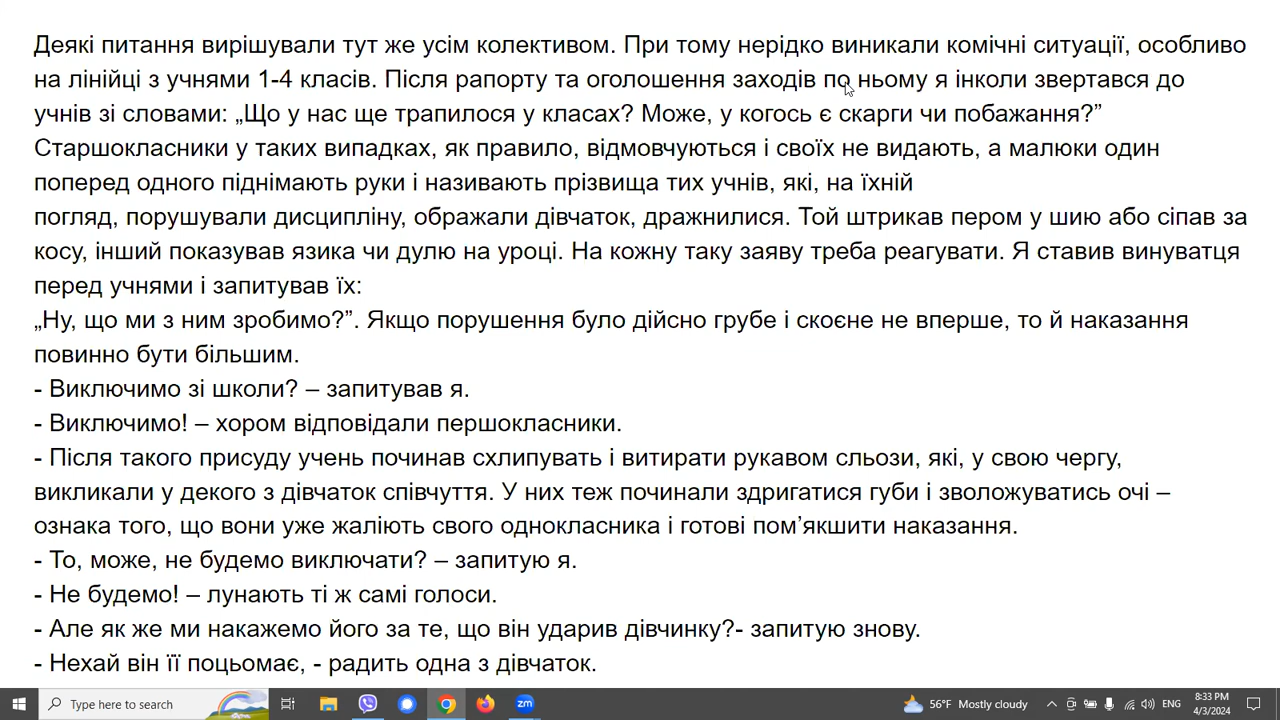 Деякі питання вирішували тут же усім колективом. При тому нерідко виникали комічні ситуації, особливо
на лінійці з учнями 1-4 класів. Після рапорту та оголошення заходів по ньому я інколи звертався до
учнів зі словами: „Що у нас ще трапилося у класах? Може, у когось є скарги чи побажання?”
Старшокласники у таких випадках, як правило, відмовчуються і своїх не видають, а малюки один
поперед одного піднімають руки і називають прізвища тих учнів, які, на їхній
погляд, порушували дисципліну, ображали дівчаток, дражнилися. Той штрикав пером у шию або сіпав за
косу, інший показував язика чи дулю на уроці. На кожну таку заяву треба реагувати. Я ставив винуватця
перед учнями і запитував їх:
„Ну, що ми з ним зробимо?”. Якщо порушення було дійсно грубе і скоєне не вперше, то й наказання
повинно бути більшим.
- Виключимо зі школи? – запитував я.
- Виключимо! – хором відповідали першокласники.
- Після такого присуду учень починав схлипувать і витирати рукавом сльози, які, у свою чергу,
викликали у декого з дівчаток співчуття. У них теж починали здригатися губи і зволожуватись очі –
ознака того, що вони уже жаліють свого однокласника і готові пом’якшити наказання.
- То, може, не будемо виключати? – запитую я.
- Не будемо! – лунають ті ж самі голоси.
- Але як же ми накажемо його за те, що він ударив дівчинку?- запитую знову.
- Нехай він її поцьомає, - радить одна з дівчаток.
Type here to search
zm
56°F Mostly cloudy
ENG
8:33 PM
4/3/2024